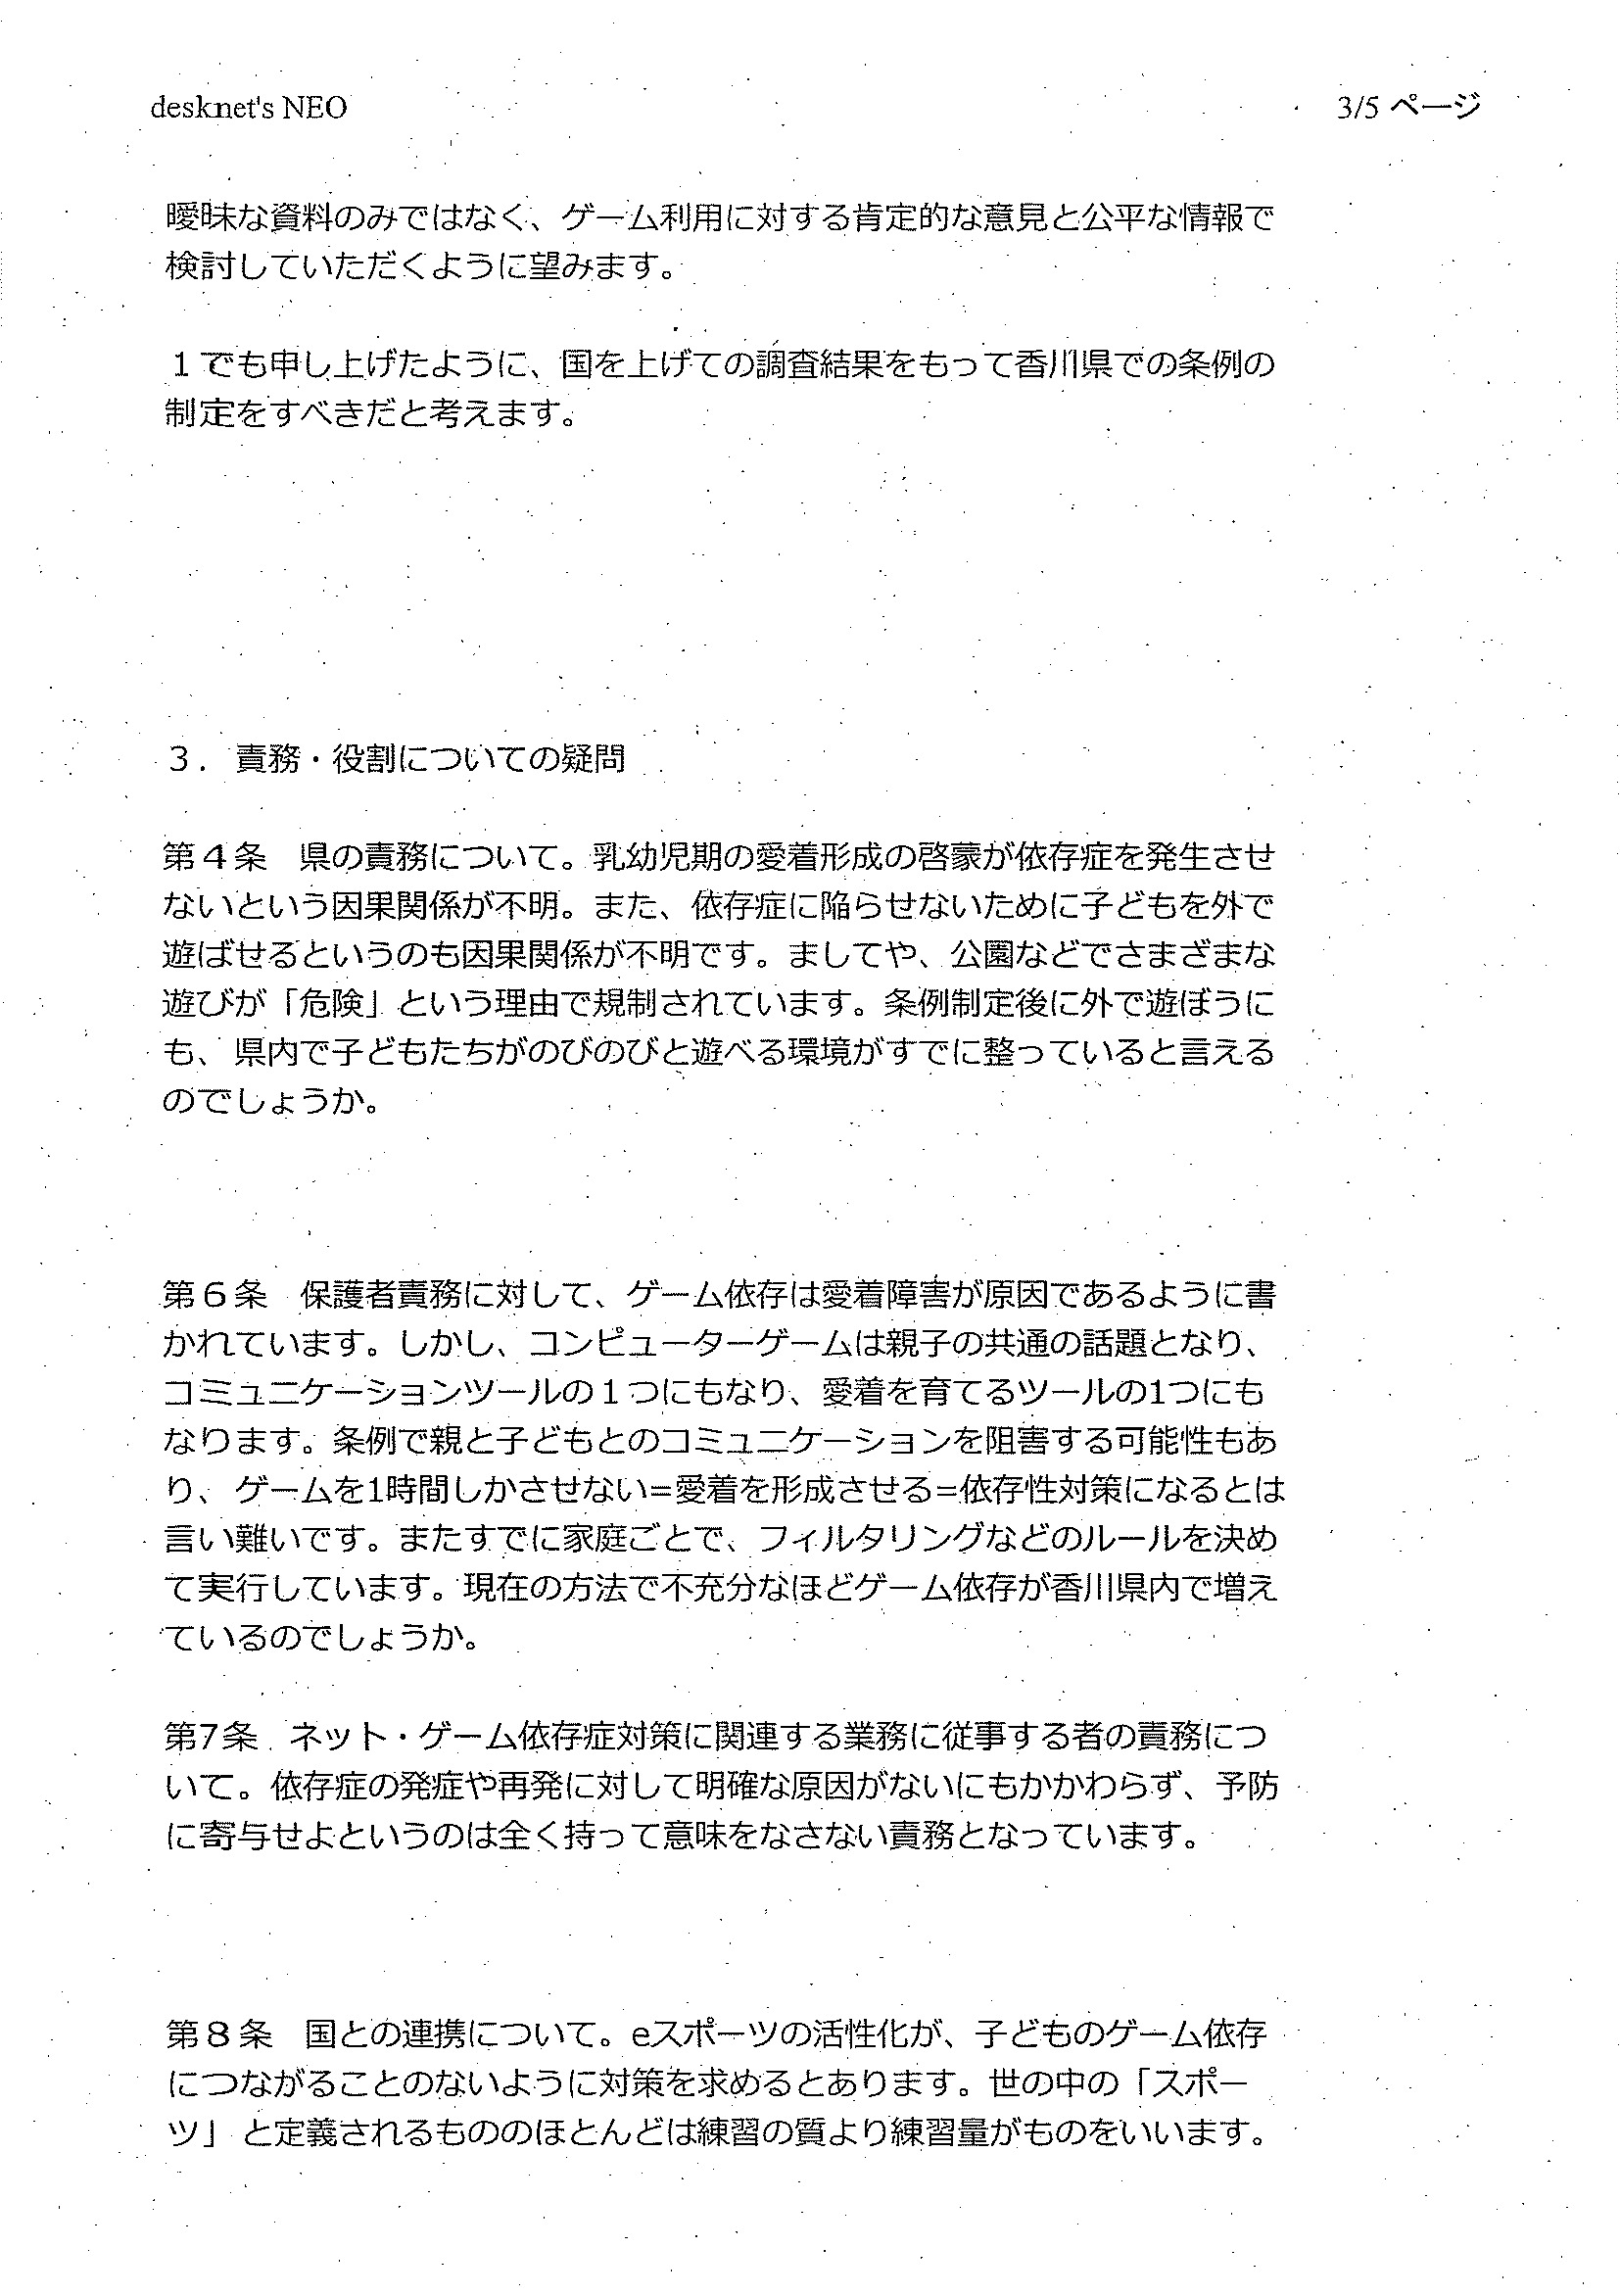 desknet's NEO
3/5 ページ
曖昧な資料のみではなく、ゲーム利用に対する肯定的な意見と公平な情報で
検討していただくように望みます。
１でも申し上げたように、国を上げての調査結果をもって香川県での条例の
制定をすべきだと考えます。
３．責務・役割についての疑問
第４条　県の責務について。乳幼児期の愛着形成の啓蒙が依存症を発生させ
ないという因果関係が不明。また、依存症に陥らせないために子どもを外で
遊ばせるというのも因果関係が不明です。ましてや、公園などでさまざまな
遊びが「危険」という理由で規制されています。条例制定後に外で遊ぼうに
も、県内で子どもたちがのびのびと遊べる環境がすでに整っていると言える
のでしょうか。
第６条　保護者責務に対して、ゲーム依存は愛着障害が原因であるように書
かれています。しかし、コンピューターゲームは親子の共通の話題となり、
コミュニケーションツールの１つにもなり、愛着を育てるツールの1つにも
なります。条例で親と子どもとのコミュニケーションを阻害する可能性もあ
り、ゲームを1時間しかさせない=愛着を形成させる=依存性対策になるとは
言い難いです。またすでに家庭ごとで、フィルタリングなどのルールを決め
て実行しています。現在の方法で不充分なほどゲーム依存が香川県内で増え
ているのでしょうか。
第7条　ネット・ゲーム依存症対策に関連する業務に従事する者の責務につ
いて。依存症の発症や再発に対して明確な原因がないにもかかわらず、予防
に寄与せよというのは全く持って意味をなさない責務となっています。
第８条　国との連携について。eスポーツの活性化が、子どものゲーム依存
につながることのないように対策を求めるとあります。世の中の「スポー
ツ」と定義されるもののほとんどは練習の質より練習量がものをいいます。